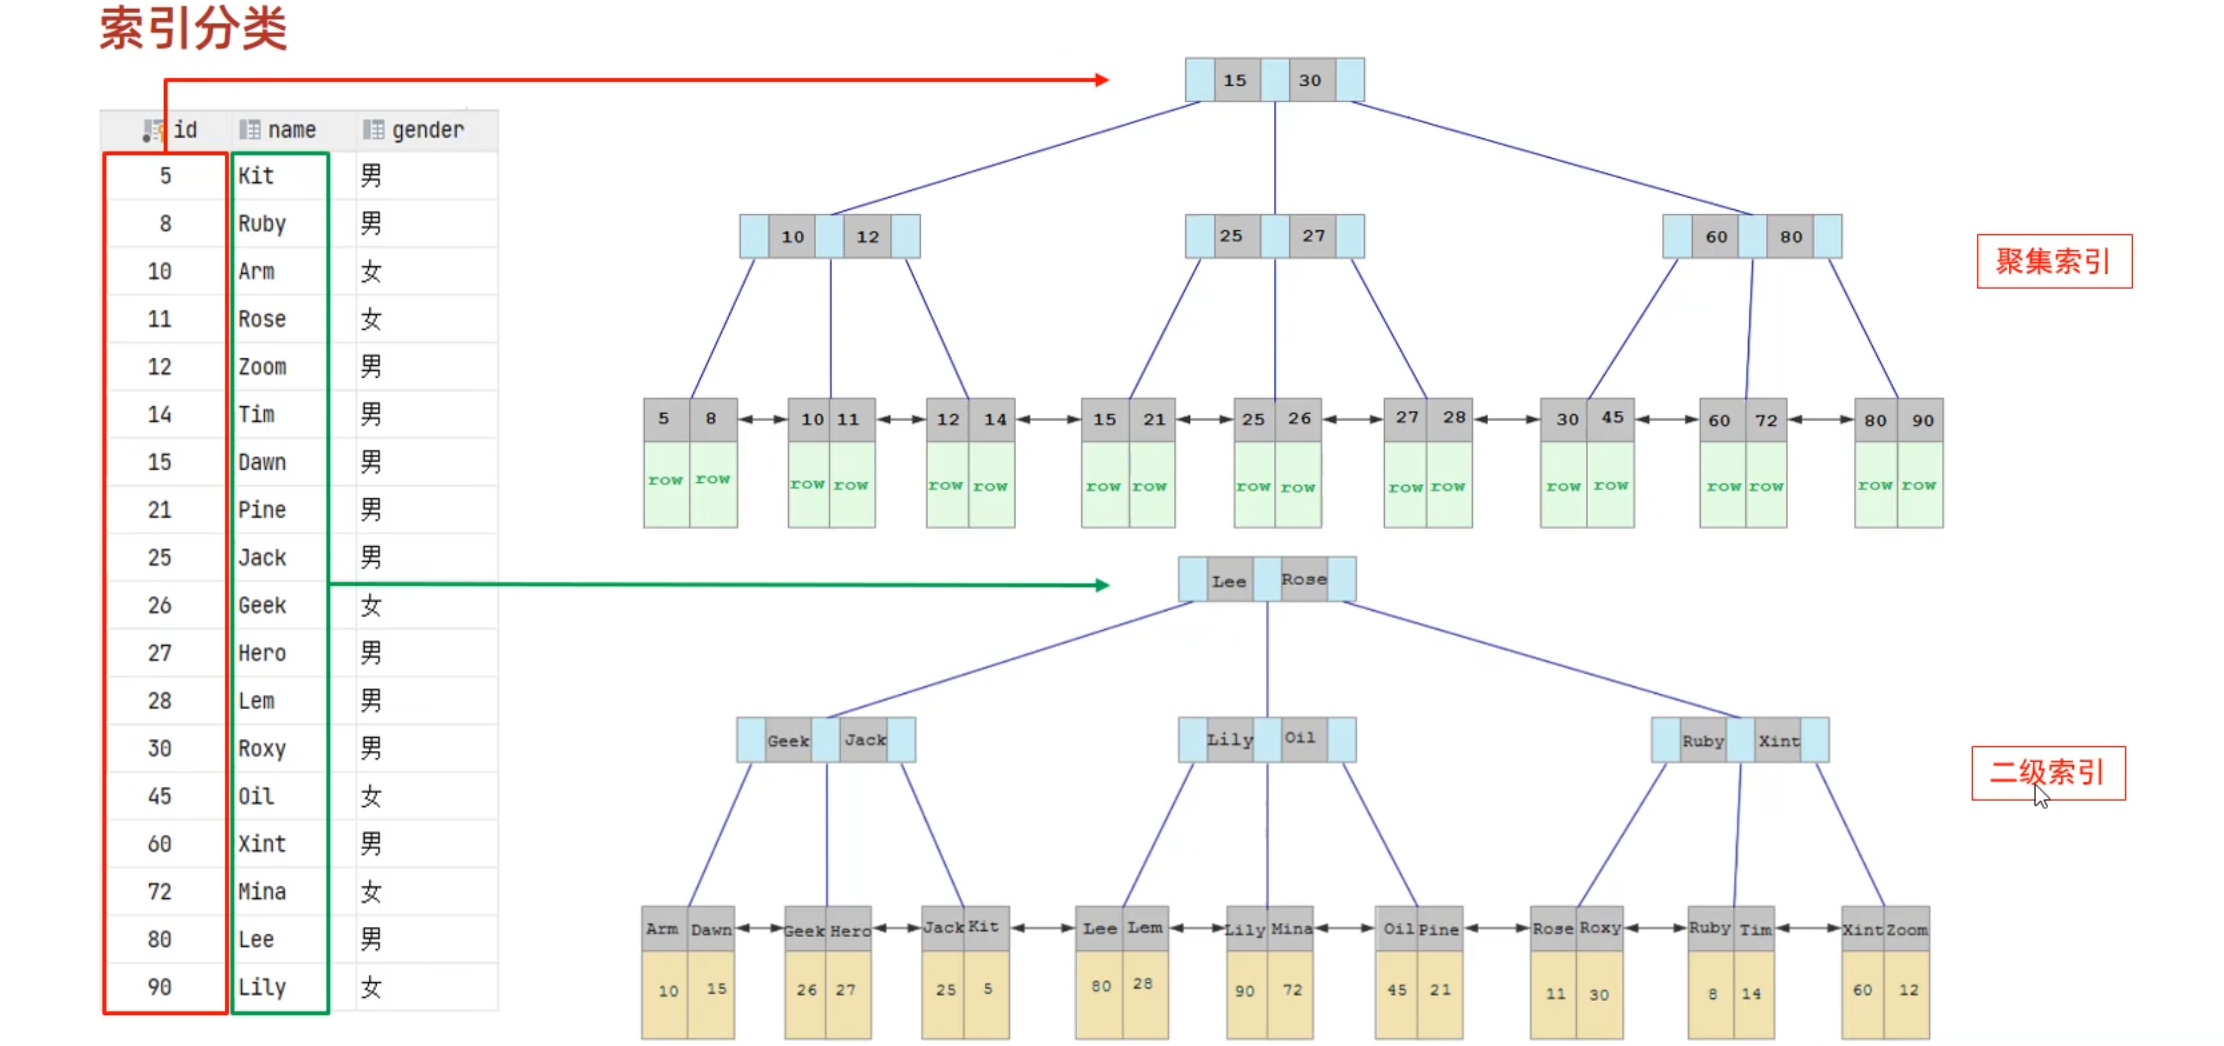 索引分类
id name gender
5 Kit 男
8 Ruby 男
10 Arm 女
11 Rose 女
12 Zoom 男
14 Tim 男
15 Dawn 男
21 Pine 男
25 Jack 男
26 Geek 女
27 Hero 男
28 Lem 男
30 Roxy 男
45 Oil 女
60 Xint 男
72 Mina 女
80 Lee 男
90 Lily 女
15 30
10 12 25 27 60 80
聚集索引
5 8 10 11 12 14 15 21 25 26 27 28 30 45 60 72 80 90
row row row row row row row row row row row row row row row row row row
Lee Rose
Geek Jack Lily Oil Ruby Xint
二级索引
Arm Dawn Geek Hero Jack Kit Lee Lem Lily Mina Oil Pine Rose Roxy Ruby Tim Xint Zoom
10 15 26 27 25 5 80 28 90 72 45 21 11 30 8 14 60 12